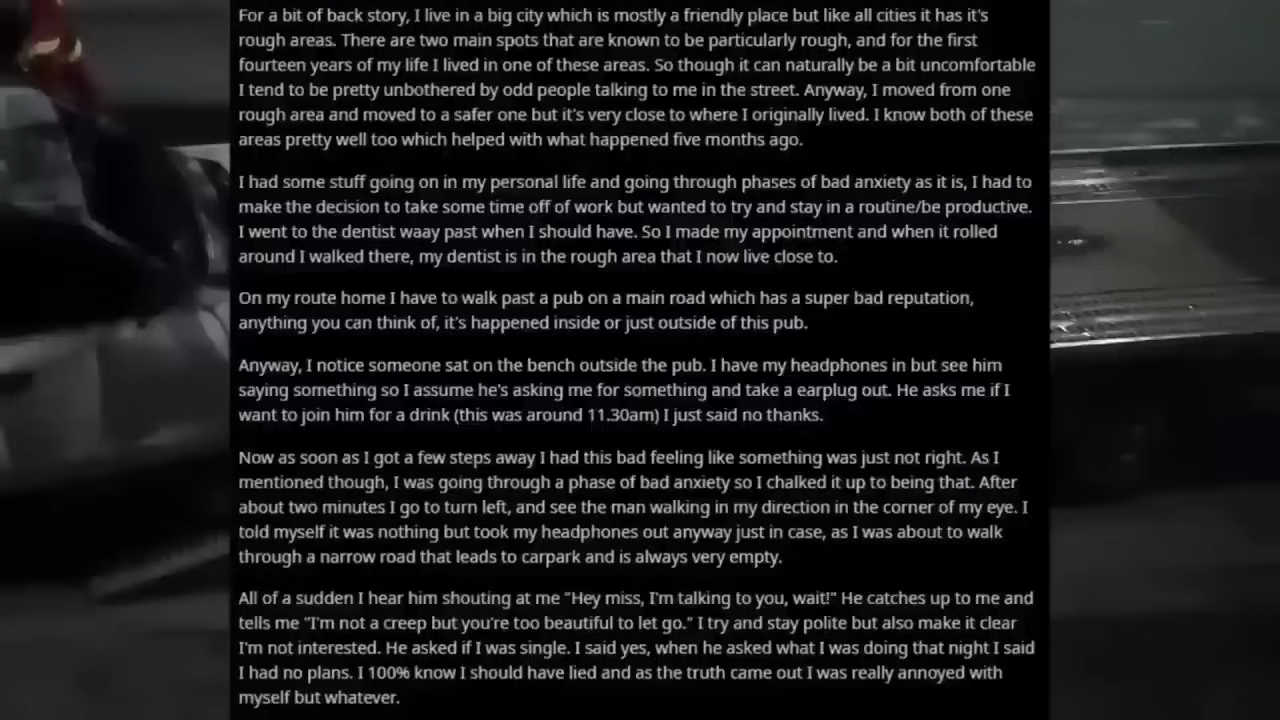 For a bit of back story, I live in a big city which is mostly a friendly place but like all cities it has it's
rough areas. There are two main spots that are known to be particularly rough, and for the first
fourteen years of my life I lived in one of these areas. So though it can naturally be a bit uncomfortable
I tend to be pretty unbothered by odd people talking to me in the street. Anyway, I moved from one
rough area and moved to a safer one but it's very close to where I originally lived. I know both of these
areas pretty well too which helped with what happened five months ago.
I had some stuff going on in my personal life and going through phases of bad anxiety as it is, I had to
make the decision to take some time off of work but wanted to try and stay in a routine/be productive.
I went to the dentist waay past when I should have. So I made my appointment and when it rolled
around I walked there, my dentist is in the rough area that I now live close to.
On my route home I have to walk past a pub on a main road which has a super bad reputation,
anything you can think of, it's happened inside or just outside of this pub.
Anyway, I notice someone sat on the bench outside the pub. I have my headphones in but see him
saying something so I assume he's asking me for something and take a earplug out. He asks me if I
want to join him for a drink (this was around 11.30am) I just said no thanks.
Now as soon as I got a few steps away I had this bad feeling like something was just not right. As I
mentioned though, I was going through a phase of bad anxiety so I chalked it up to being that. After
about two minutes I go to turn left, and see the man walking in my direction in the corner of my eye. I
told myself it was nothing but took my headphones out anyway just in case, as I was about to walk
through a narrow road that leads to carpark and is always very empty.
All of a sudden I hear him shouting at me "Hey miss, I'm talking to you, wait!" He catches up to me and
tells me "I'm not a creep but you're too beautiful to let go." I try and stay polite but also make it clear
I'm not interested. He asked if I was single. I said yes, when he asked what I was doing that night I said
I had no plans. I 100% know I should have lied and as the truth came out I was really annoyed with
myself but whatever.